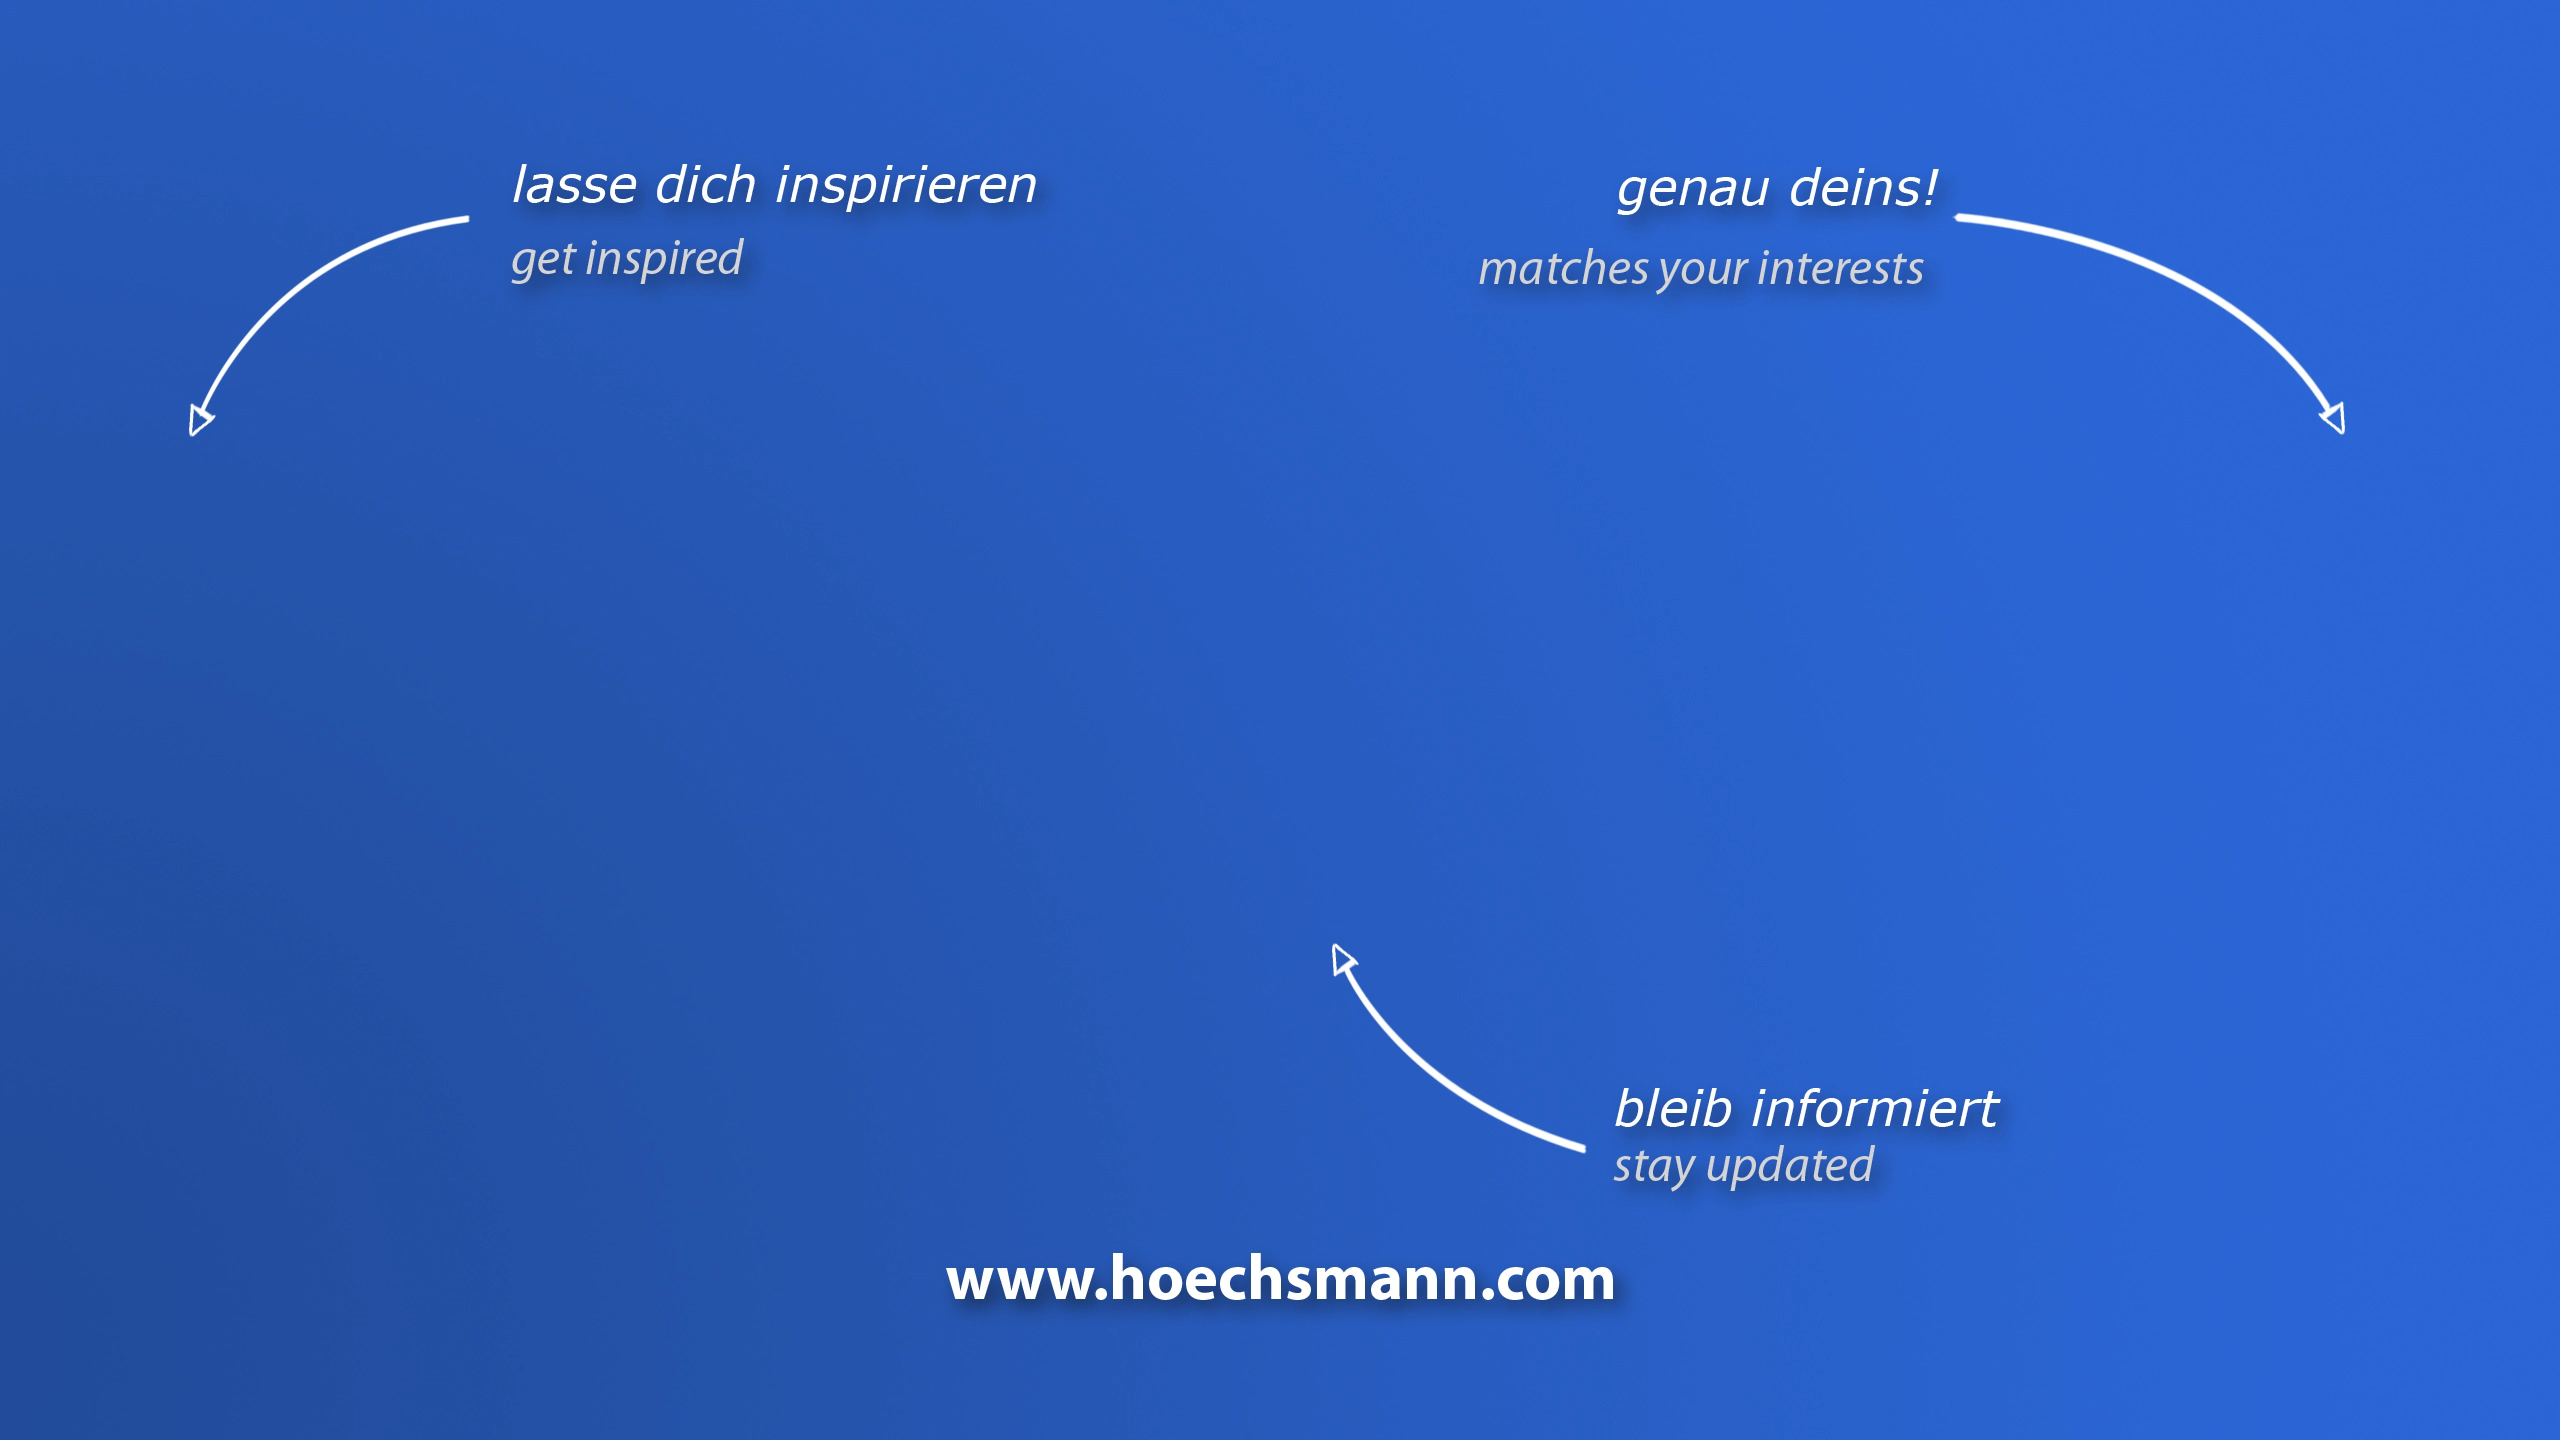 lasse dich inspirieren
get inspired
genau deins!
matches your interests
bleib informiert
stay updated
www.hoechsmann.com